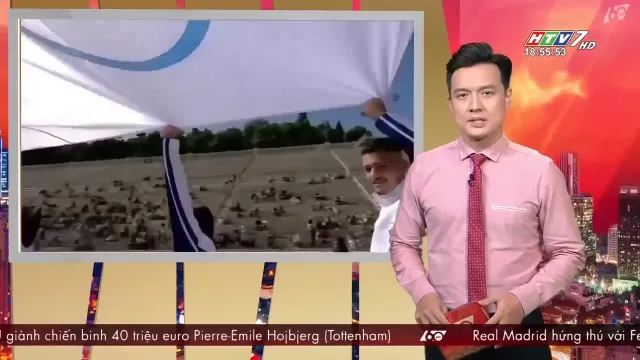 HTV7 HD
18:55:53
giành chiến binh 40 triệu euro Pierre-Emile Hojbjerg (Tottenham) 60 Real Madrid hứng thú với Fe